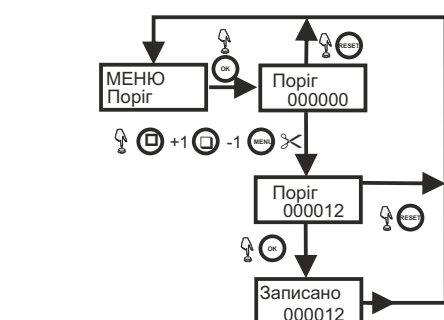 OK
RESET
МЕНЮ
Поріг
Поріг
000000
+1 -1 MENU
Поріг
000012
RESET
OK
Записано
000012